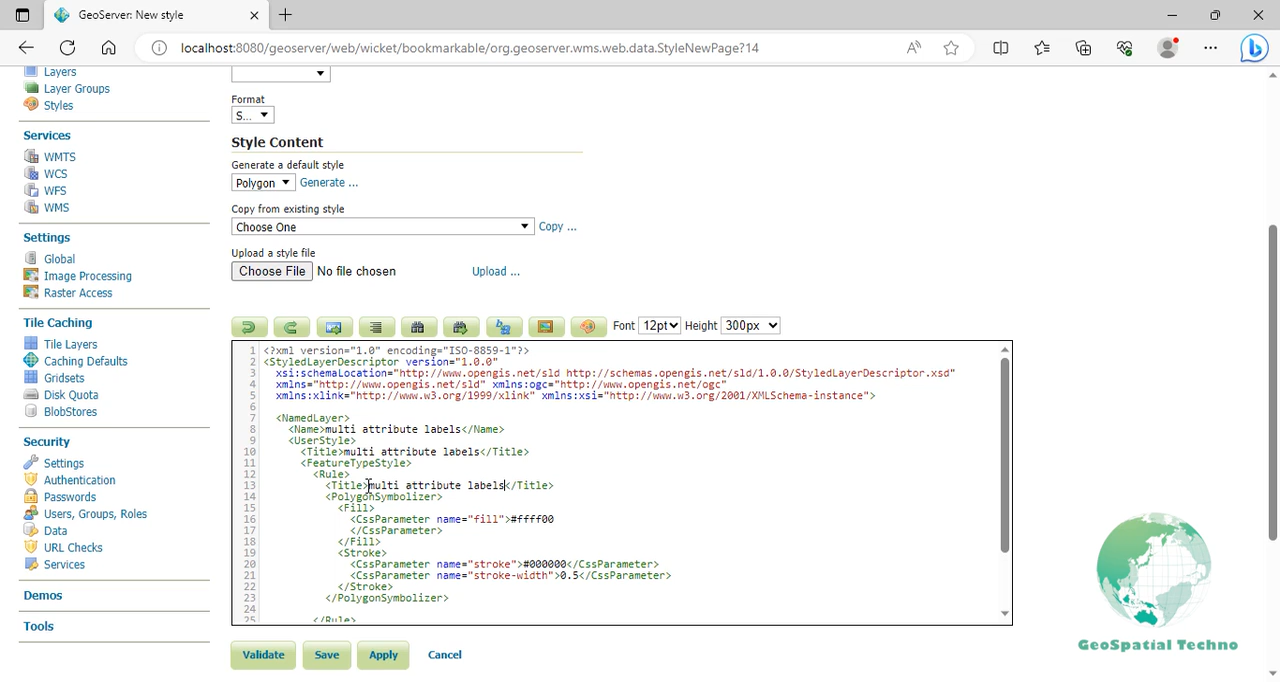 GeoServer: New style
localhost:8080/geoserver/web/wicket/bookmarkable/org.geoserver.wms.web.data.StyleNewPage?14
Layers
Layer Groups
Styles
Services
WMTS
WCS
WFS
WMS
Settings
Global
Image Processing
Raster Access
Tile Caching
Tile Layers
Caching Defaults
Gridsets
Disk Quota
BlobStores
Security
Settings
Authentication
Passwords
Users, Groups, Roles
Data
URL Checks
Services
Demos
Tools
Format
S...
Style Content
Generate a default style
Polygon Generate ...
Copy from existing style
Choose One Copy ...
Upload a style file
Choose File No file chosen Upload ...
Font 12pt Height 300px
1 <?xml version="1.0" encoding="ISO-8859-1"?>
2 <StyledLayerDescriptor version="1.0.0"
3 xsi:schemaLocation="http://www.opengis.net/sld http://schemas.opengis.net/sld/1.0.0/StyledLayerDescriptor.xsd"
4 xmlns="http://www.opengis.net/sld" xmlns:ogc="http://www.opengis.net/ogc"
5 xmlns:xlink="http://www.w3.org/1999/xlink" xmlns:xsi="http://www.w3.org/2001/XMLSchema-instance">
6
7 <NamedLayer>
8 <Name>multi attribute labels</Name>
9 <UserStyle>
10 <Title>multi attribute labels</Title>
11 <FeatureTypeStyle>
12 <Rule>
13 <Title>multi attribute labels</Title>
14 <PolygonSymbolizer>
15 <Fill>
16 <CssParameter name="fill">#ffff00
17 </CssParameter>
18 </Fill>
19 <Stroke>
20 <CssParameter name="stroke">#000000</CssParameter>
21 <CssParameter name="stroke-width">0.5</CssParameter>
22 </Stroke>
23 </PolygonSymbolizer>
24
25 </Rule>
Validate Save Apply Cancel
GeoSpatial Techno